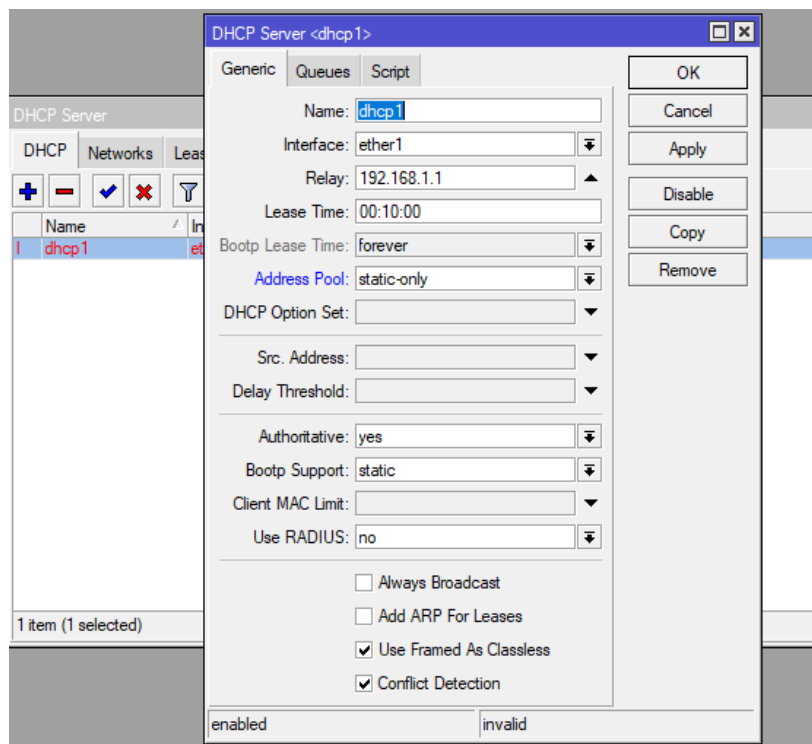 DHCP Server <dhcp1>
Generic Queues Script
Name: dhcp1
Interface: ether1
Relay: 192.168.1.1
Lease Time: 00:10:00
Bootp Lease Time: forever
Address Pool: static-only
DHCP Option Set:
Src. Address:
Delay Threshold:
Authoritative: yes
Bootp Support: static
Client MAC Limit:
Use RADIUS: no
Always Broadcast
Add ARP For Leases
Use Framed As Classless
Conflict Detection
enabled invalid
OK
Cancel
Apply
Disable
Copy
Remove
DHCP Server
DHCP Networks Leas
Name In
I dhcp1 et
1 item (1 selected)